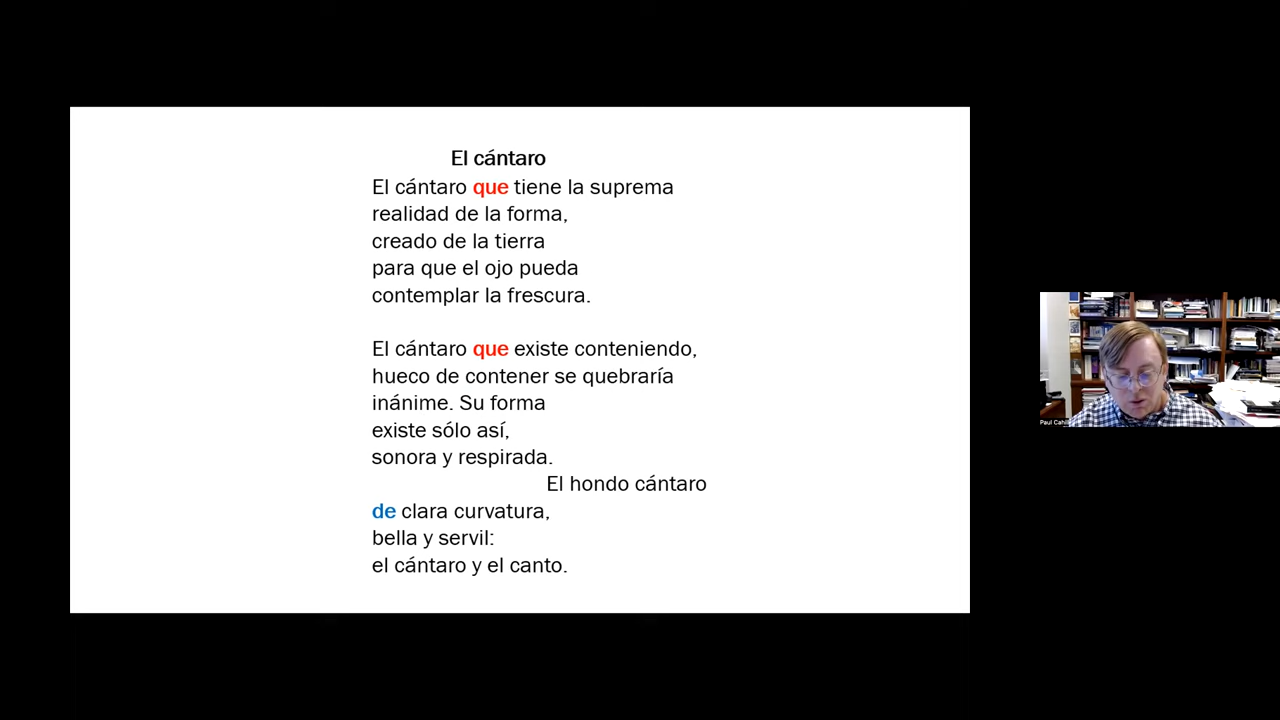 El cántaro
El cántaro que tiene la suprema
realidad de la forma,
creado de la tierra
para que el ojo pueda
contemplar la frescura.
El cántaro que existe conteniendo,
hueco de contener se quebraría
inánime. Su forma
existe sólo así,
sonora y respirada.
El hondo cántaro
de clara curvatura,
bella y servil:
el cántaro y el canto.
Paul